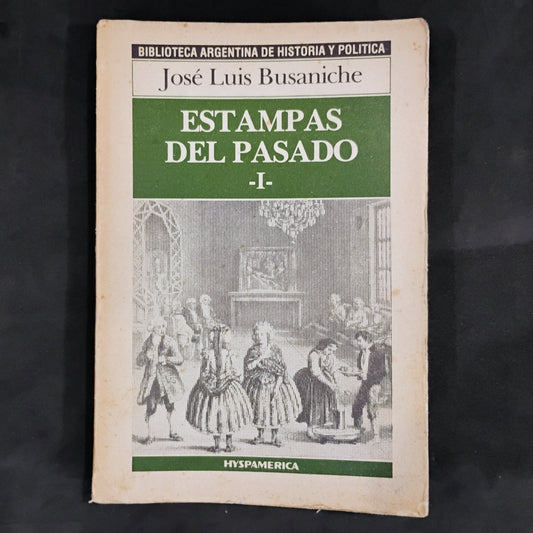 BIBLIOTECA ARGENTINA DE HISTORIA Y POLITICA
José Luis Busaniche
ESTAMPAS
DEL PASADO
-I-
HYSPAMERICA